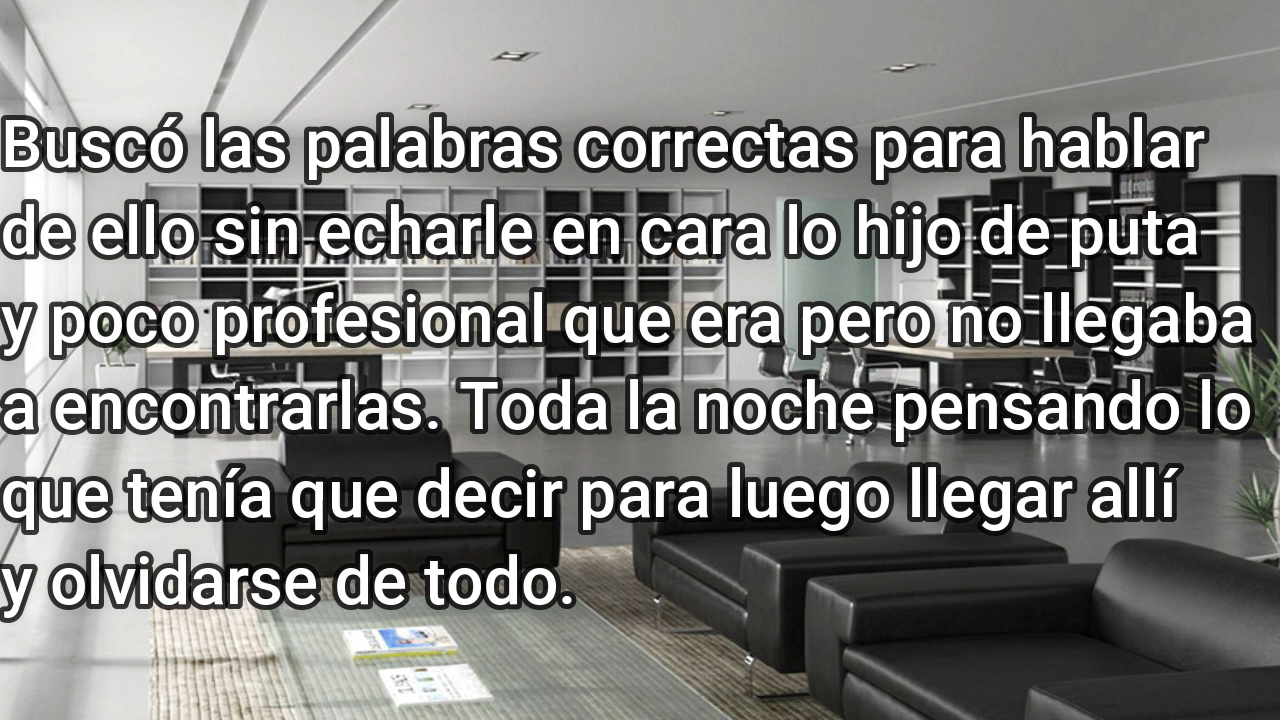 Buscó las palabras correctas para hablar
de ello sin echarle en cara lo hijo de puta
y poco profesional que era pero no llegaba
a encontrarlas. Toda la noche pensando lo
que tenía que decir para luego llegar allí
y olvidarse de todo.